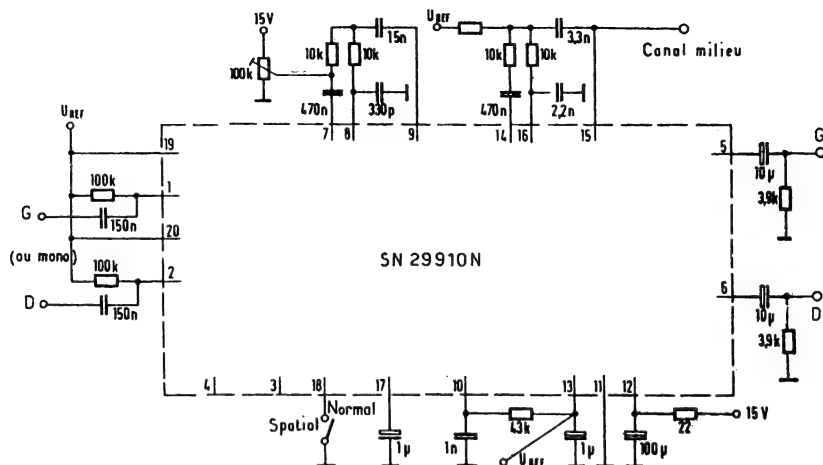 15V
10k
10k
15n
100k
470n
330p
7
8
9
UREF
10k
10k
3,3n
Canal milieu
470n
2,2n
14
16
15
UREF
19
100k
1
G
150n
20
(ou mono)
100k
2
D
150n
SN 29910N
5
G
10µ
3,9k
6
D
10µ
3,9k
4
3
18
17
10
13
11
12
Normal
Spatial
1µ
1n
43k
UREF
1µ
100µ
22
15 V